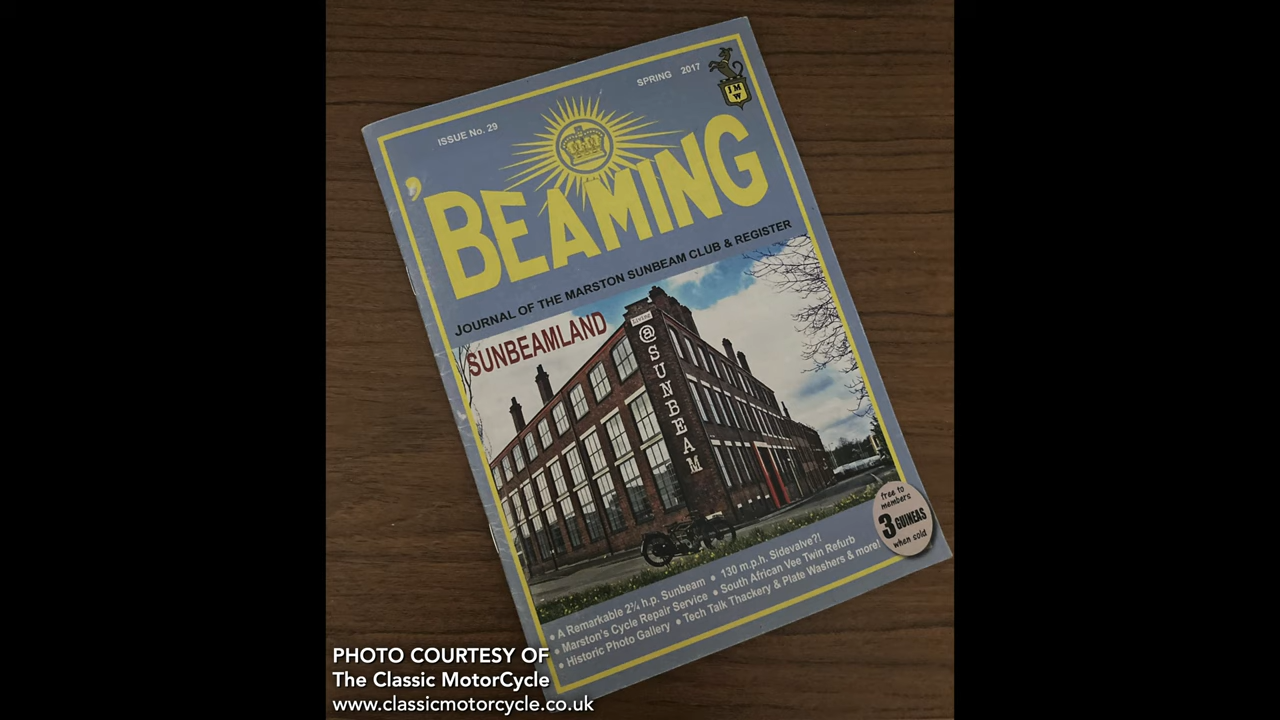 SPRING 2017
JMW
ISSUE No. 29
'BEAMING
JOURNAL OF THE MARSTON SUNBEAM CLUB & REGISTER
SUNBEAMLAND
@SUNBEAM
free to
members
3 GUINEAS
when sold
• A Remarkable 2¾ h.p. Sunbeam • 130 m.p.h. Sidevalve?!
• Marston's Cycle Repair Service • South African Vee Twin Refurb
• Historic Photo Gallery • Tech Talk Thackery & Plate Washers & more!
PHOTO COURTESY OF
The Classic MotorCycle
www.classicmotorcycle.co.uk